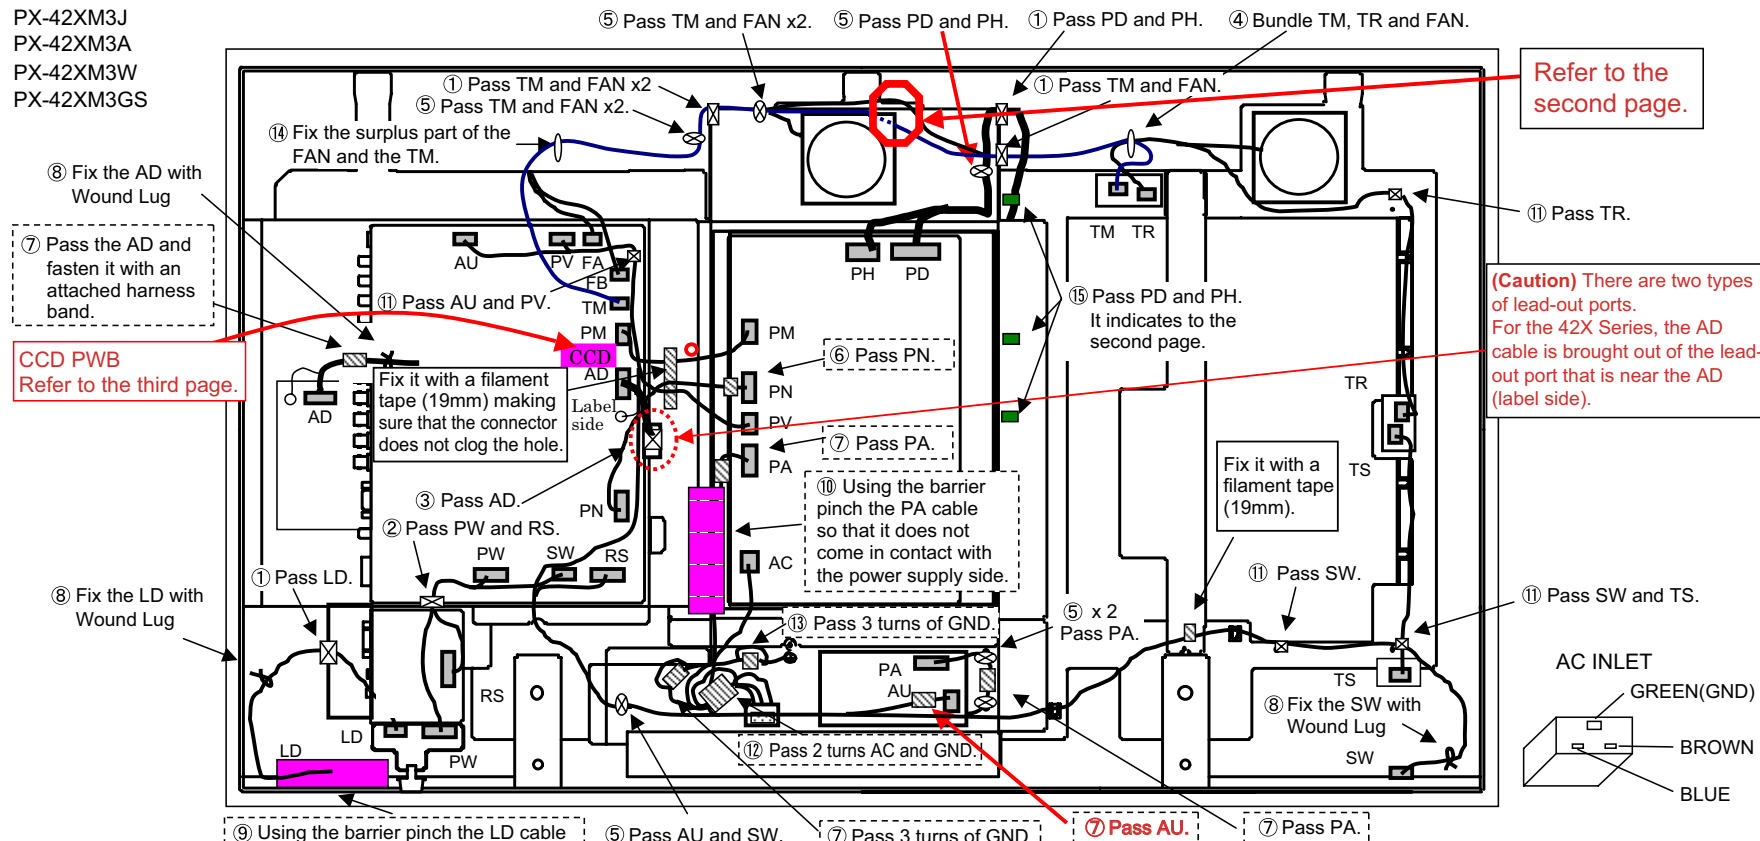 PX-42XM3J
PX-42XM3A
PX-42XM3W
PX-42XM3GS
⑤ Pass TM and FAN x2.
⑤ Pass PD and PH.
① Pass PD and PH.
④ Bundle TM, TR and FAN.
① Pass TM and FAN x2
⑤ Pass TM and FAN x2.
① Pass TM and FAN.
Refer to the
second page.
⑭ Fix the surplus part of the
FAN and the TM.
⑧ Fix the AD with
Wound Lug
⑪ Pass TR.
⑦ Pass the AD and
fasten it with an
attached harness
band.
AU
PV
FA
FB
TM
PM
⑪ Pass AU and PV.
PH
PD
TM
TR
⑮ Pass PD and PH.
It indicates to the
second page.
(Caution) There are two types
of lead-out ports.
For the 42X Series, the AD
cable is brought out of the lead-
out port that is near the AD
(label side).
CCD PWB
Refer to the third page.
CCD
AD
Label
side
Fix it with a filament
tape (19mm) making
sure that the connector
does not clog the hole.
AD
PM
⑥ Pass PN.
PN
PV
⑦ Pass PA.
PA
TR
TS
③ Pass AD.
PN
② Pass PW and RS.
PW
SW
RS
⑩ Using the barrier
pinch the PA cable
so that it does not
come in contact with
the power supply side.
AC
Fix it with a
filament tape
(19mm).
① Pass LD.
⑧ Fix the LD with
Wound Lug
⑪ Pass SW.
⑪ Pass SW and TS.
⑬ Pass 3 turns of GND.
⑤ x 2
Pass PA.
PA
AU
RS
TS
AC INLET
GREEN(GND)
BROWN
BLUE
⑧ Fix the SW with
Wound Lug
SW
LD
PW
LD
⑫ Pass 2 turns AC and GND.
⑨ Using the barrier pinch the LD cable
⑤ Pass AU and SW.
⑦ Pass 3 turns of GND
⑦ Pass AU.
⑦ Pass PA.